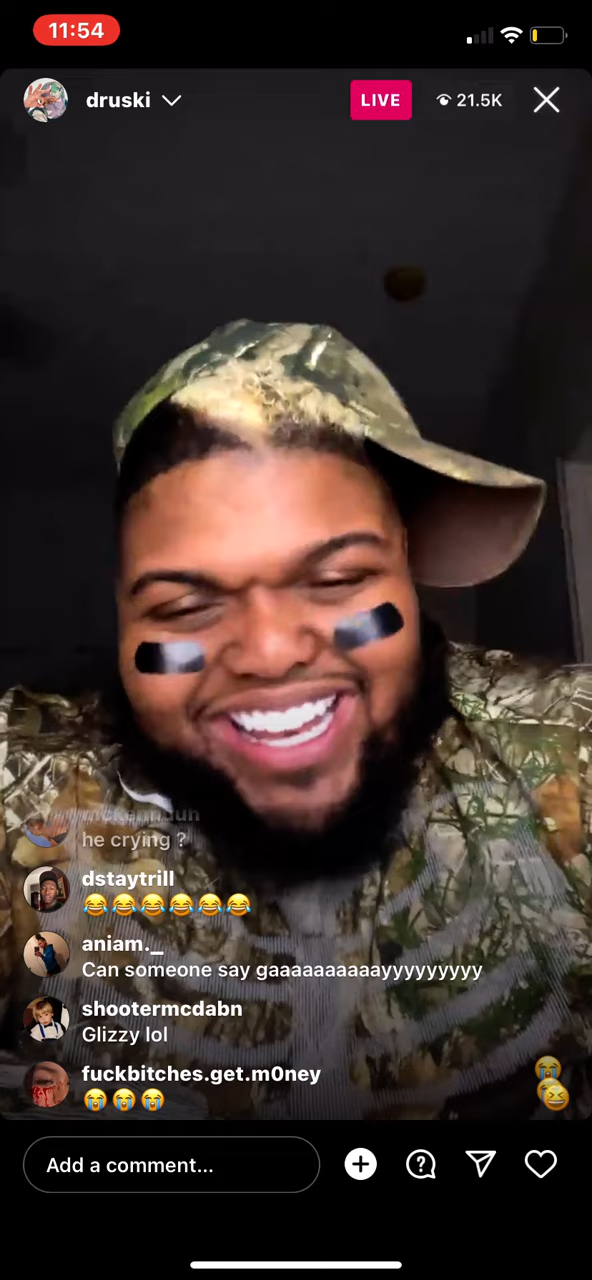 11:54
druski
LIVE
21.5K
he crying ?
dstaytrill
😂😂😂😂😂😂
aniam._
Can someone say gaaaaaaaaaayyyyyyyyy
shootermcdabn
Glizzy lol
fuckbitches.get.m0ney
😭😭😭
Add a comment...